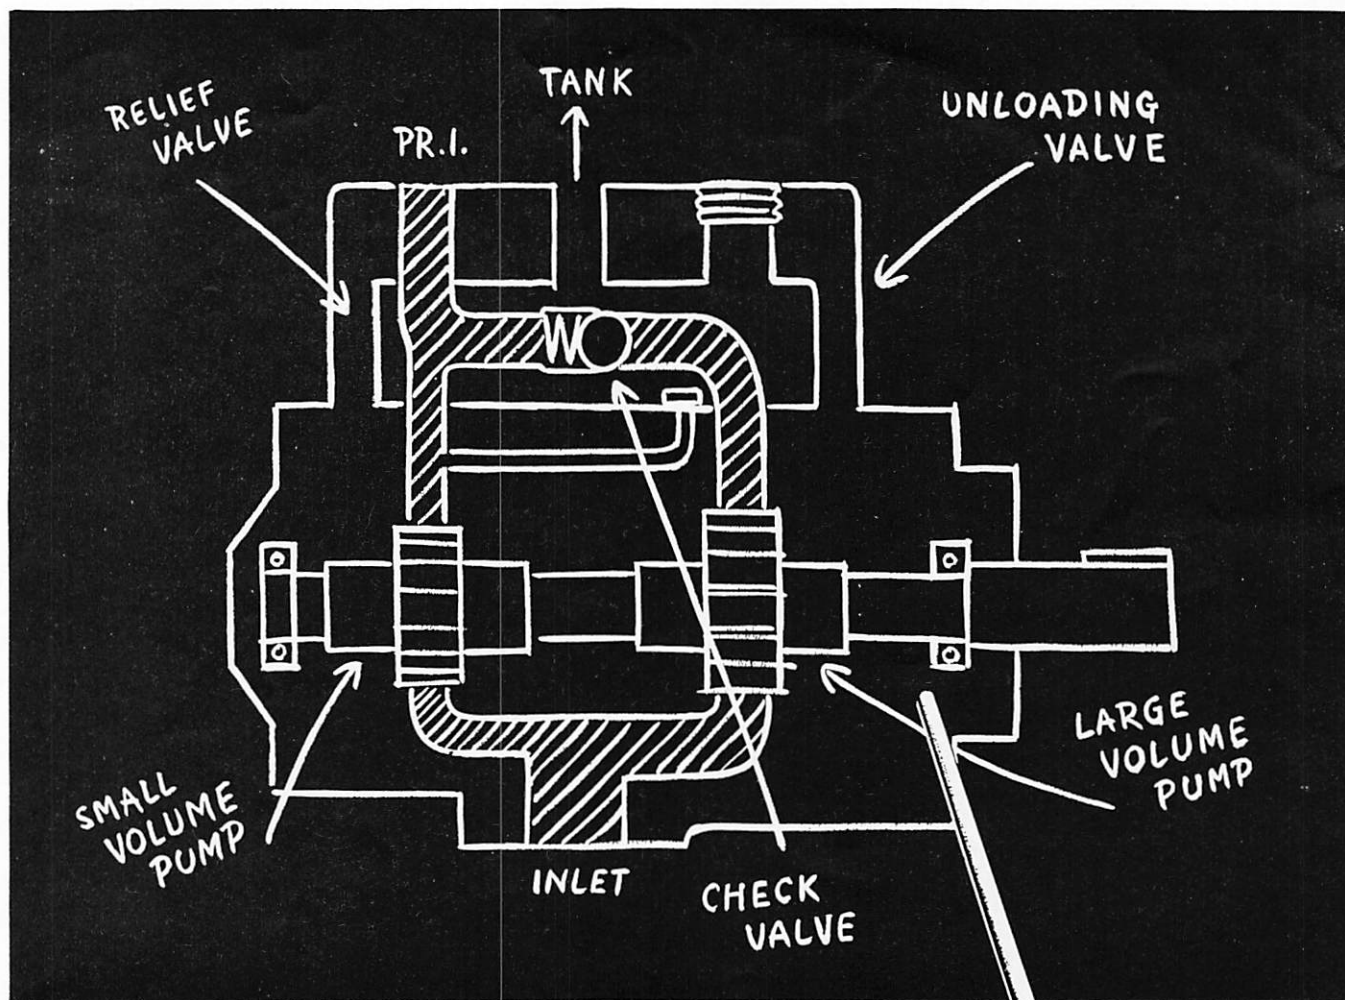 RELIEF
VALVE
PR.I.
TANK
UNLOADING
VALVE
SMALL
VOLUME
PUMP
INLET
CHECK
VALVE
LARGE
VOLUME
PUMP